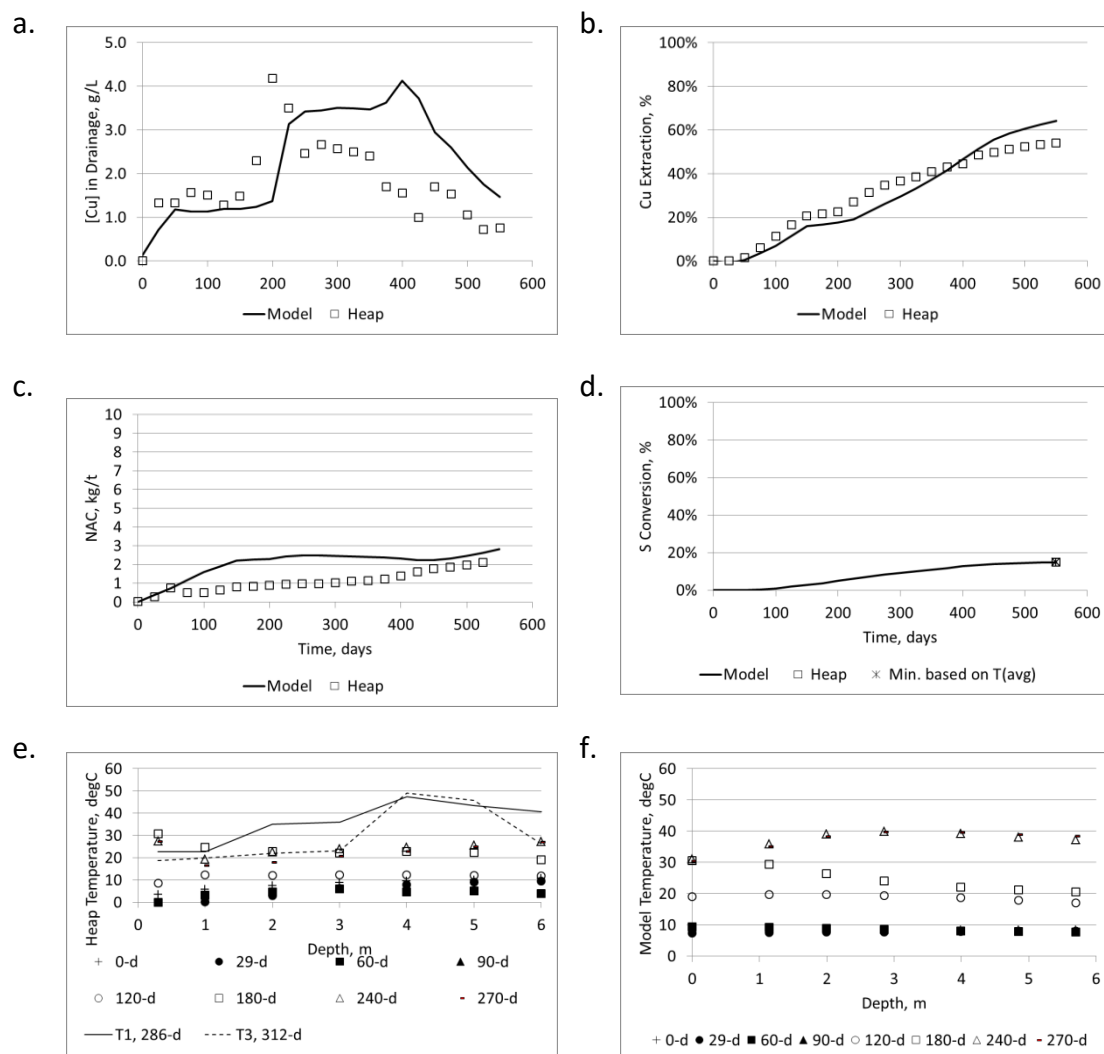 a.
[Cu] in Drainage, g/L
5.0
4.0
3.0
2.0
1.0
0.0
0 100 200 300 400 500 600
Model Heap
b.
Cu Extraction, %
100%
80%
60%
40%
20%
0%
0 100 200 300 400 500 600
Model Heap
c.
NAC, kg/t
10
9
8
7
6
5
4
3
2
1
0
0 100 200 300 400 500 600
Time, days
Model Heap
d.
S Conversion, %
100%
80%
60%
40%
20%
0%
0 100 200 300 400 500 600
Time, days
Model Heap Min. based on T(avg)
e.
Heap Temperature, degC
60
50
40
30
20
10
0
0 1 2 3 4 5 6
Depth, m
0-d 29-d 60-d 90-d
120-d 180-d 240-d 270-d
T1, 286-d T3, 312-d
f.
Model Temperature, degC
60
50
40
30
20
10
0
0 1 2 3 4 5 6
Depth, m
0-d 29-d 60-d 90-d 120-d 180-d 240-d 270-d